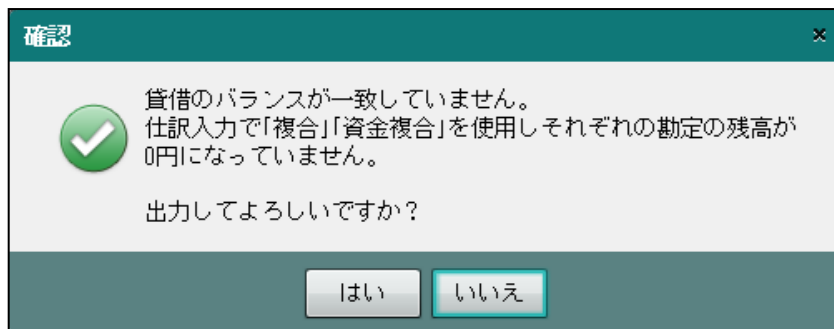 確認
貸借のバランスが一致していません。
仕訳入力で「複合」「資金複合」を使用しそれぞれの勘定の残高が
0円になっていません。
出力してよろしいですか？
はい
いいえ